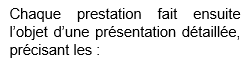 Chaque prestation fait ensuite
l'objet d'une présentation détaillée,
précisant les :